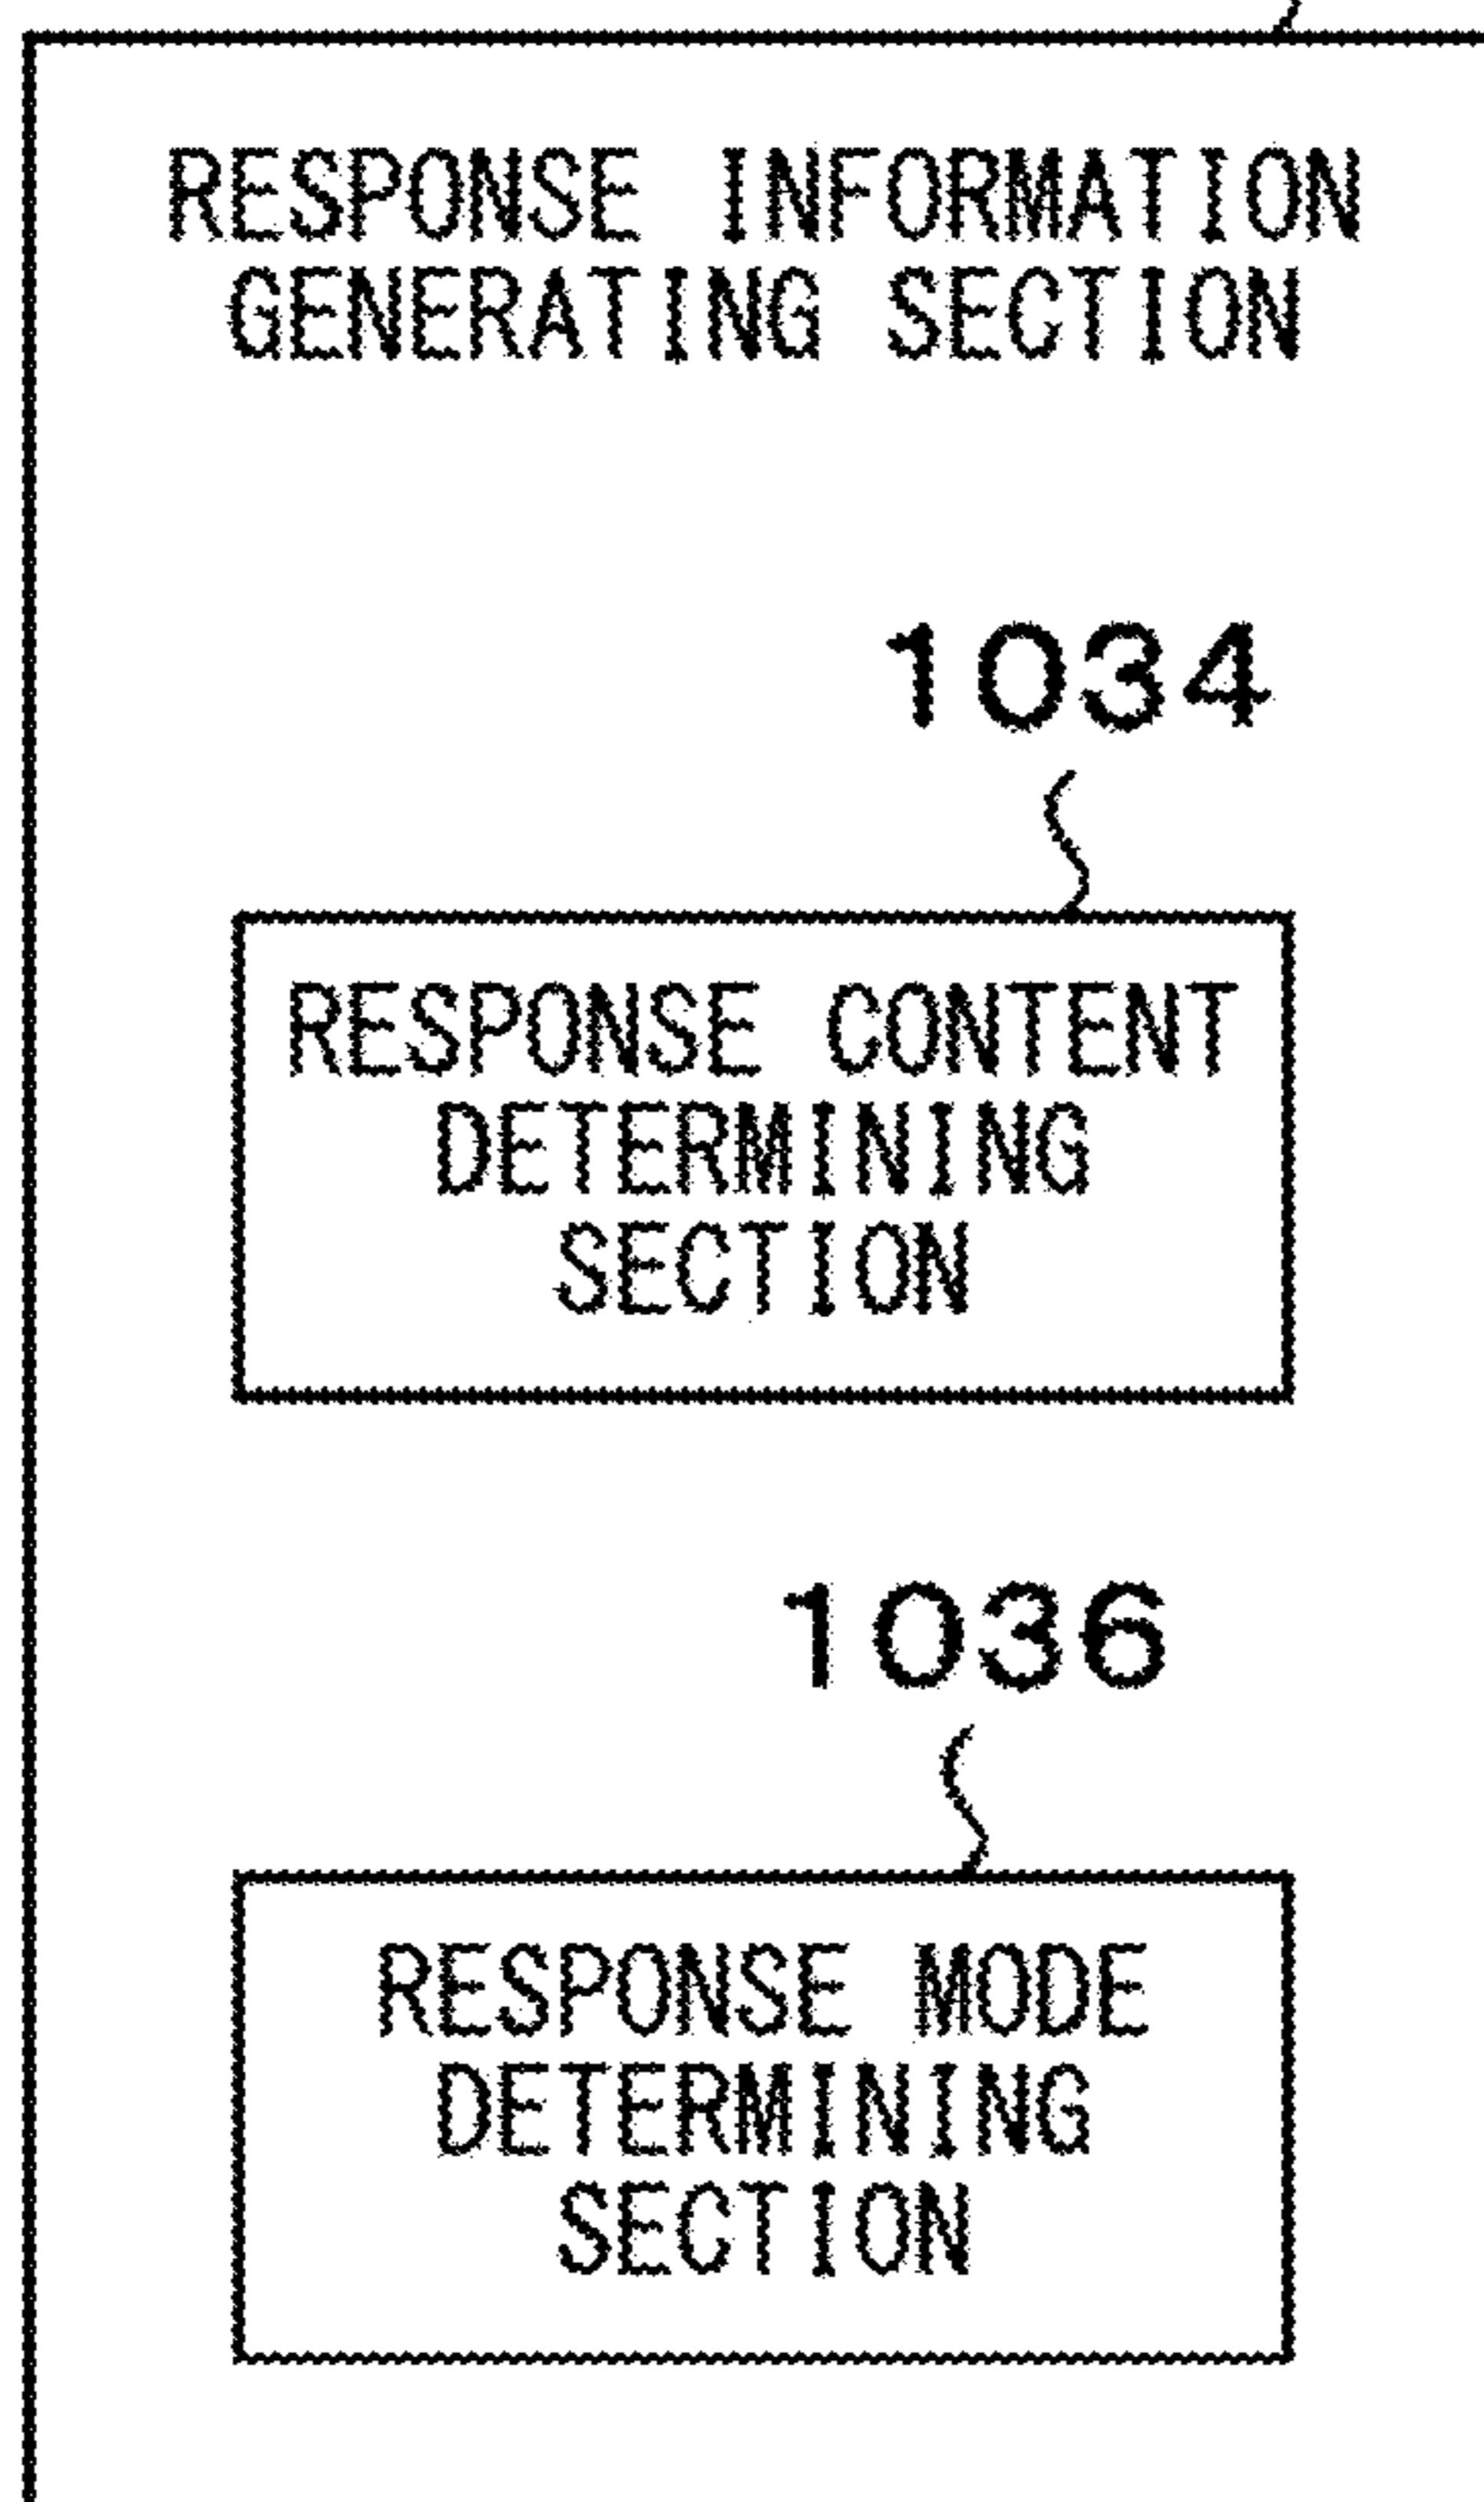 RESPONSE INFORMATION
GENERATING SECTION
1034
RESPONSE CONTENT
DETERMINING
SECTION
1036
RESPONSE MODE
DETERMINING
SECTION